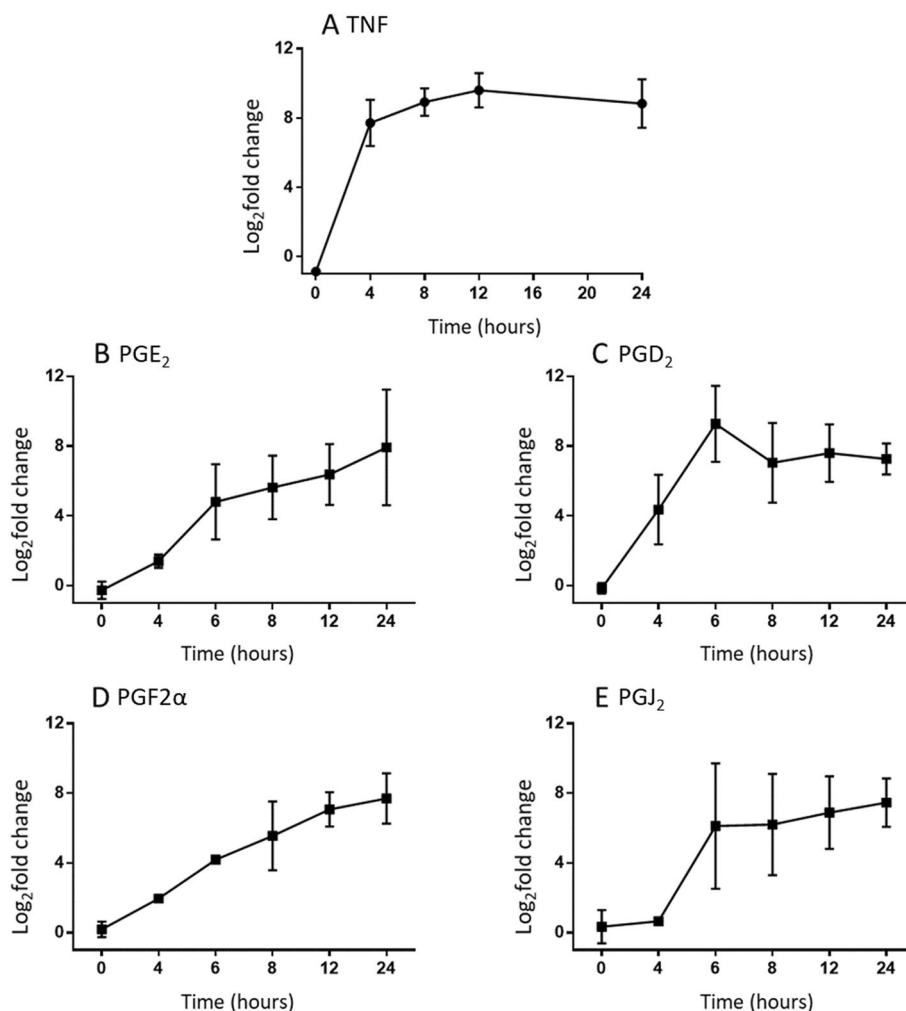 A TNF
12
8
4
0
Log₂fold change
0 4 8 12 16 20 24
Time (hours)
B PGE₂
12
8
4
0
Log₂fold change
0 4 6 8 12 24
Time (hours)
C PGD₂
12
8
4
0
Log₂fold change
0 4 6 8 12 24
Time (hours)
D PGF2α
12
8
4
0
Log₂fold change
0 4 6 8 12 24
Time (hours)
E PGJ₂
12
8
4
0
Log₂fold change
0 4 6 8 12 24
Time (hours)